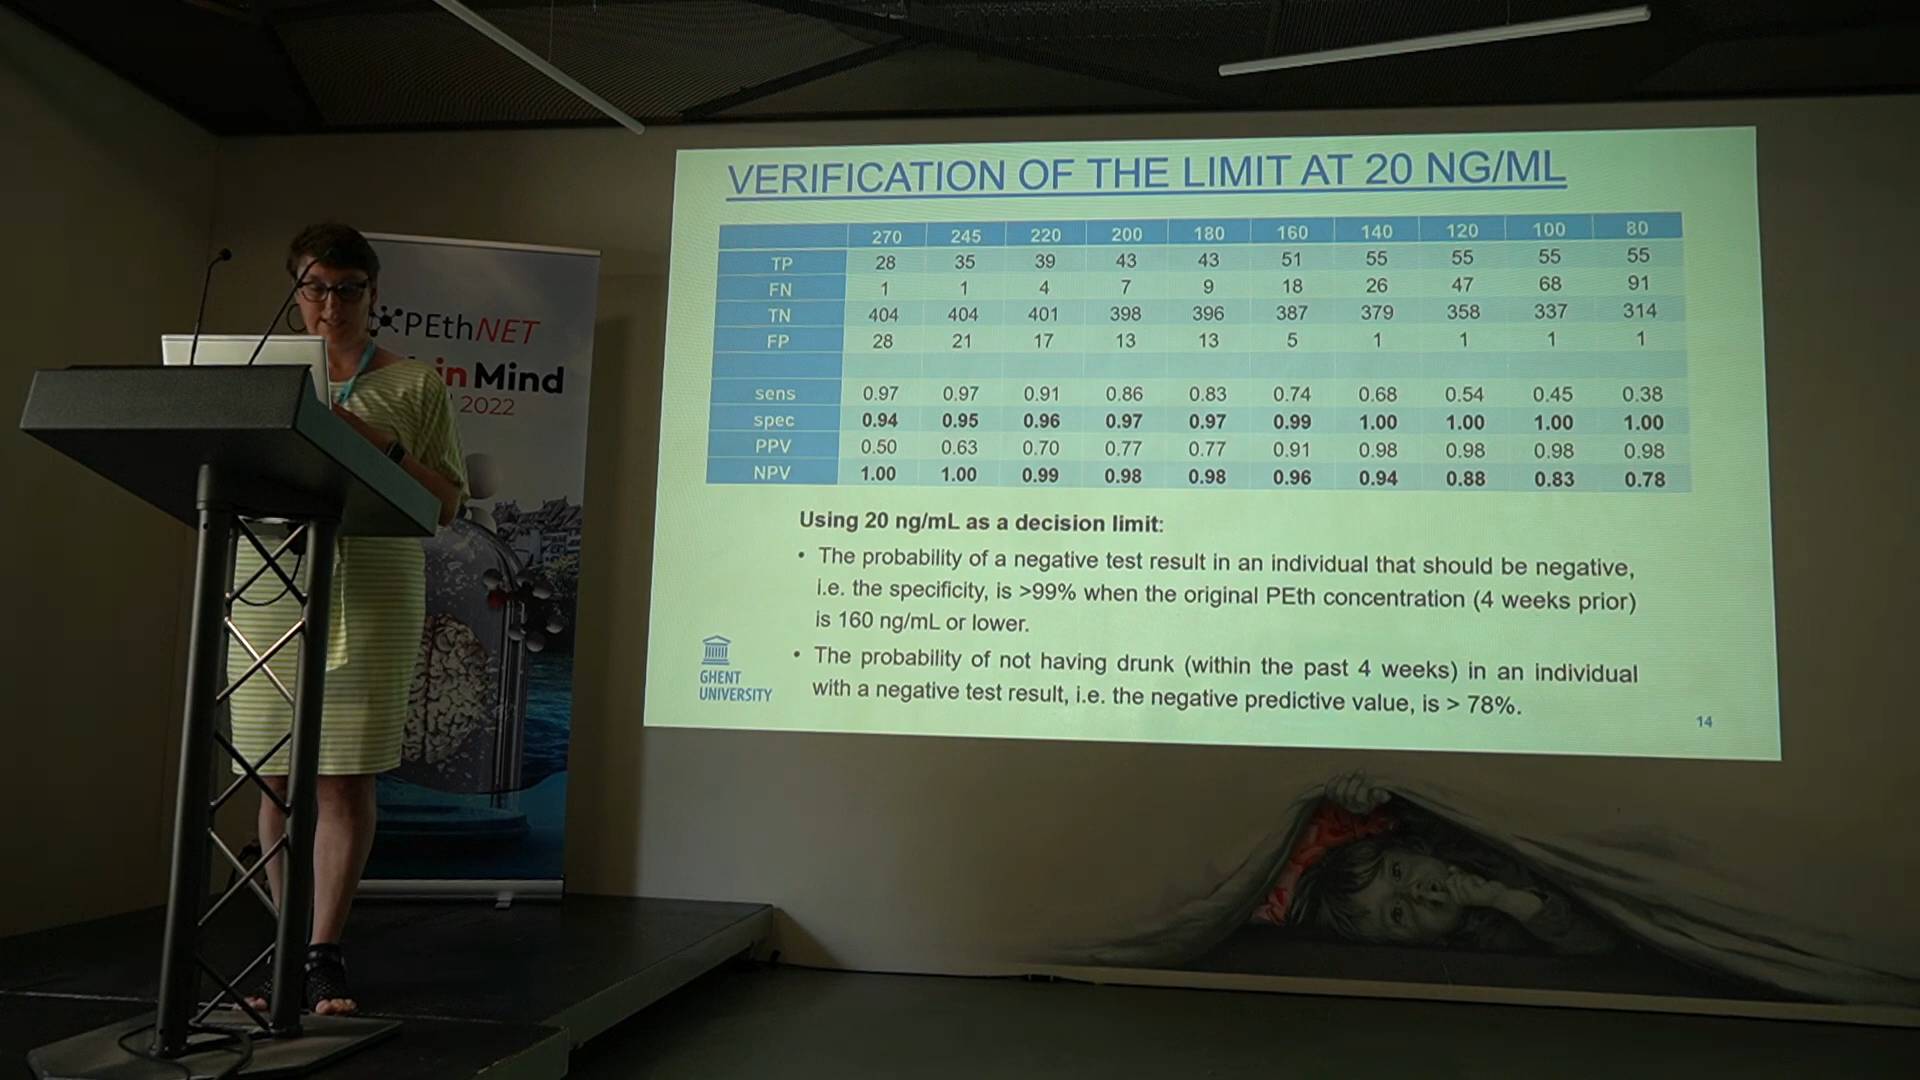 VERIFICATION OF THE LIMIT AT 20 NG/ML
270 245 220 200 180 160 140 120 100 80
TP 28 35 39 43 43 51 55 55 55 55
FN 1 1 4 7 9 18 26 47 68 91
TN 404 404 401 398 396 387 379 358 337 314
FP 28 21 17 13 13 5 1 1 1 1
sens 0.97 0.97 0.91 0.86 0.83 0.74 0.68 0.54 0.45 0.38
spec 0.94 0.95 0.96 0.97 0.97 0.99 1.00 1.00 1.00 1.00
PPV 0.50 0.63 0.70 0.77 0.77 0.91 0.98 0.98 0.98 0.98
NPV 1.00 1.00 0.99 0.98 0.98 0.96 0.94 0.88 0.83 0.78
Using 20 ng/mL as a decision limit:
• The probability of a negative test result in an individual that should be negative,
i.e. the specificity, is >99% when the original PEth concentration (4 weeks prior)
is 160 ng/mL or lower.
• The probability of not having drunk (within the past 4 weeks) in an individual
with a negative test result, i.e. the negative predictive value, is > 78%.
GHENT
UNIVERSITY
14
PEthNET
in Mind
2022